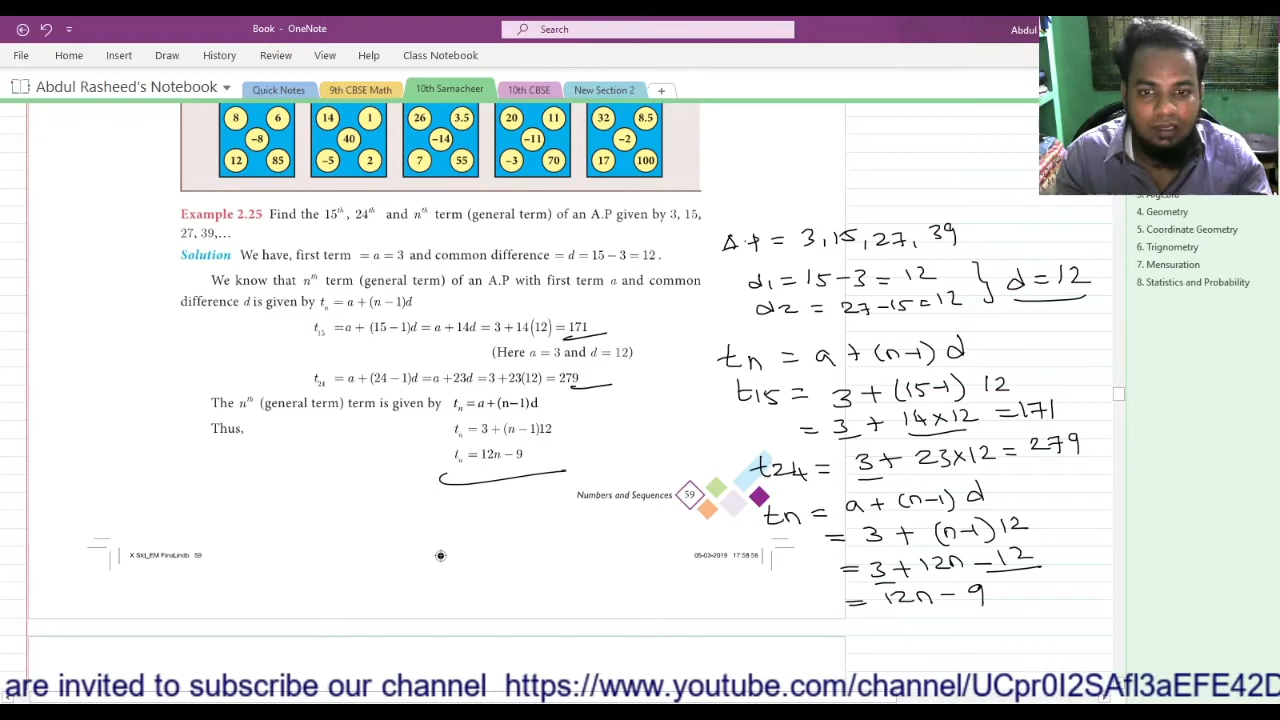 Book - OneNote
Search
Abdul
File Home Insert Draw History Review View Help Class Notebook
Abdul Rasheed's Notebook
Quick Notes 9th CBSE Math 10th Samacheer 10th CBSE New Section 2 +
8 6 14 1 26 3.5 20 11 32 8.5
-8 40 -14 -11 -2
12 85 -5 2 7 55 -3 70 17 100
Example 2.25 Find the 15th, 24th and nth term (general term) of an A.P given by 3, 15,
27, 39,…
Solution We have, first term = a = 3 and common difference = d = 15 − 3 = 12.
We know that nth term (general term) of an A.P with first term a and common
difference d is given by tn = a + (n − 1)d
t15 = a + (15 − 1)d = a + 14d = 3 + 14(12) = 171
(Here a = 3 and d = 12)
t24 = a + (24 − 1)d = a + 23d = 3 + 23(12) = 279
The nth (general term) term is given by tn = a + (n−1)d
Thus, tn = 3 + (n − 1)12
tn = 12n − 9
Numbers and Sequences 59
X Std_EM Final.indb 59
05-03-2019 17:58:56
A.P = 3, 15, 27, 39
d1 = 15 − 3 = 12
d2 = 27 − 15 = 12
} d = 12
tn = a + (n−1) d
t15 = 3 + (15−1) 12
= 3 + 14×12 = 171
t24 = 3 + 23×12 = 279
tn = a + (n−1) d
= 3 + (n−1) 12
= 3 + 12n − 12
= 12n − 9
4. Geometry
5. Coordinate Geometry
6. Trignometry
7. Mensuration
8. Statistics and Probability
are invited to subscribe our channel https://www.youtube.com/channel/UCpr0I2SAfI3aEFE42D